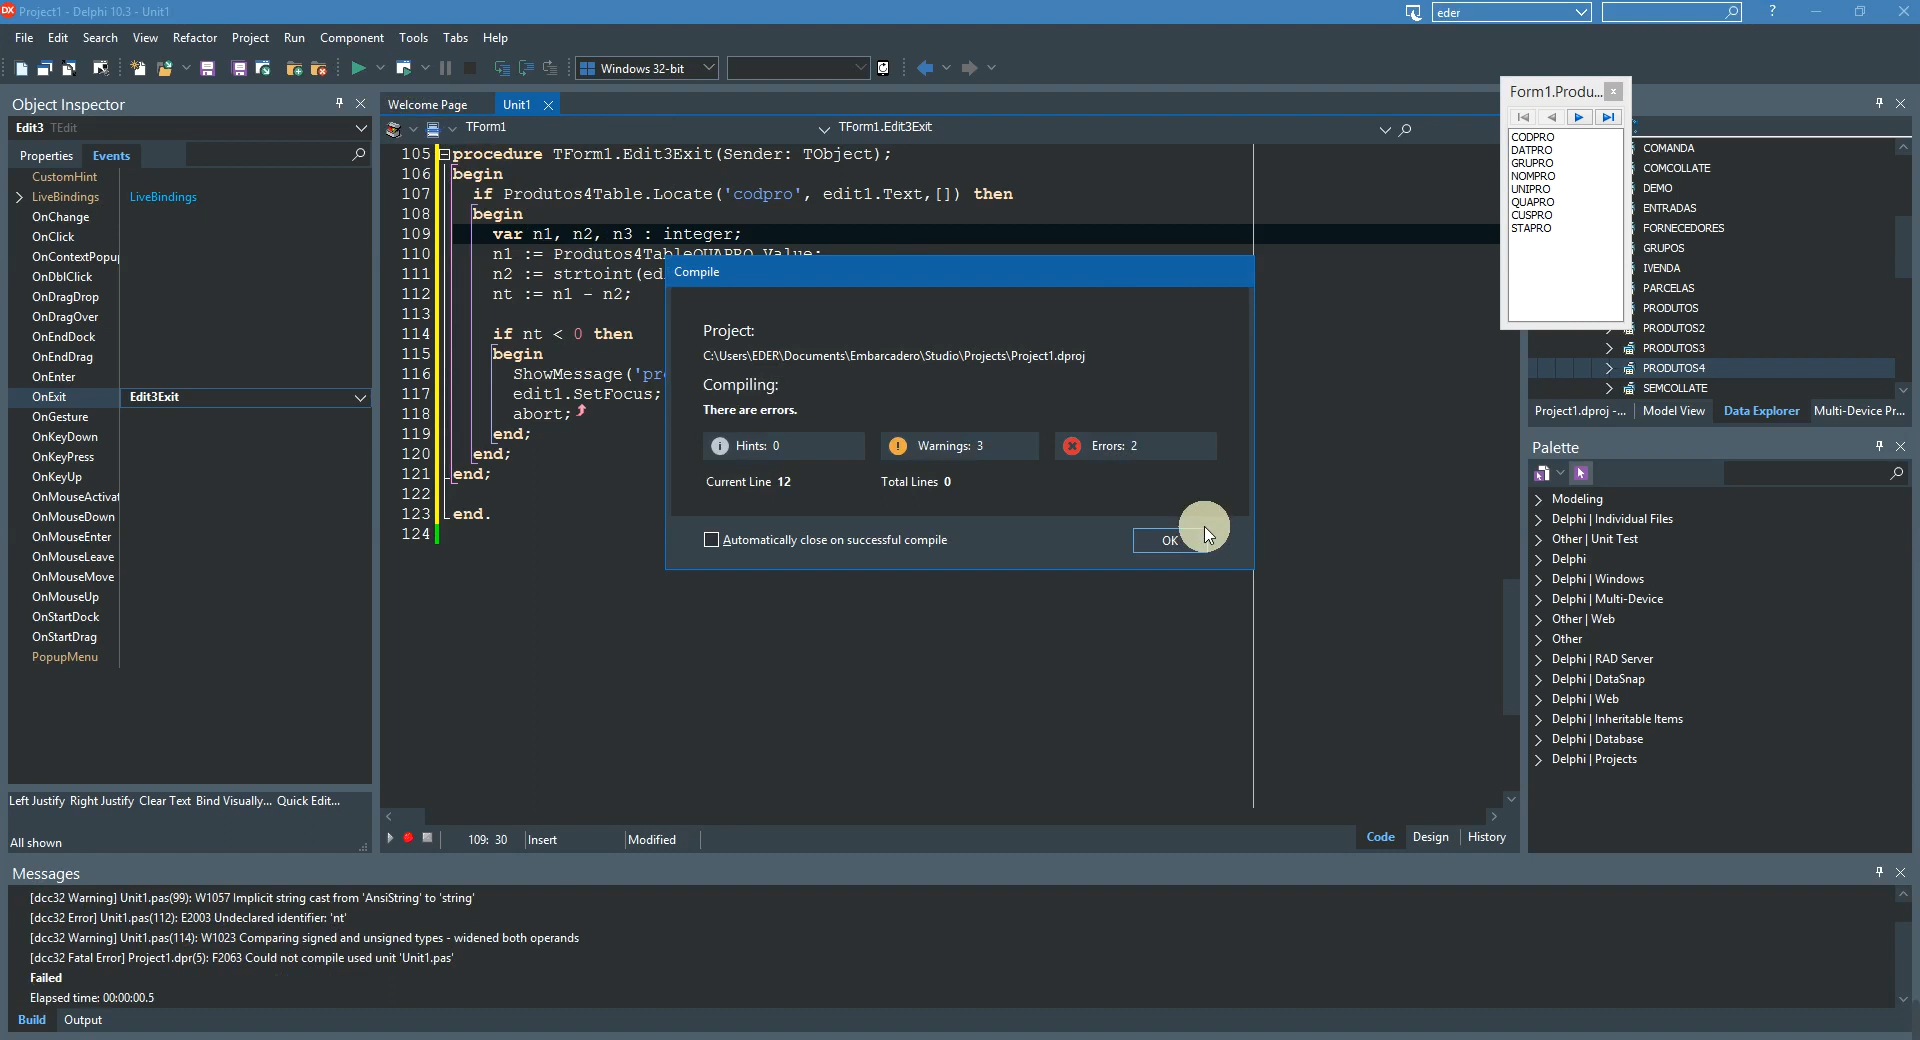 Project1 - Delphi 10.3 - Unit1
eder
?
File Edit Search View Refactor Project Run Component Tools Tabs Help
Windows 32-bit
Object Inspector
Edit3 TEdit
Properties Events
CustomHint
LiveBindings LiveBindings
OnChange
OnClick
OnContextPopu
OnDblClick
OnDragDrop
OnDragOver
OnEndDock
OnEndDrag
OnEnter
OnExit Edit3Exit
OnGesture
OnKeyDown
OnKeyPress
OnKeyUp
OnMouseActivat
OnMouseDown
OnMouseEnter
OnMouseLeave
OnMouseMove
OnMouseUp
OnStartDock
OnStartDrag
PopupMenu
Left Justify Right Justify Clear Text Bind Visually... Quick Edit...
All shown
Welcome Page Unit1
TForm1 TForm1.Edit3Exit
105 procedure TForm1.Edit3Exit(Sender: TObject);
106 begin
107 if Produtos4Table.Locate('codpro', edit1.Text,[]) then
108 begin
109 var n1, n2, n3 : integer;
110 n1 := Produtos4TableQUAPRO.Value;
111 n2 := strtoint(ed
112 nt := n1 - n2;
113
114 if nt < 0 then
115 begin
116 ShowMessage('pr
117 edit1.SetFocus;
118 abort;
119 end;
120 end;
121 end;
122
123 end.
124
Compile
Project:
C:\Users\EDER\Documents\Embarcadero\Studio\Projects\Project1.dproj
Compiling:
There are errors.
Hints: 0 Warnings: 3 Errors: 2
Current Line 12 Total Lines 0
Automatically close on successful compile
OK
109: 30 Insert Modified
Code Design History
Form1.Produ...
CODPRO
DATPRO
GRUPRO
NOMPRO
UNIPRO
QUAPRO
CUSPRO
STAPRO
COMANDA
COMCOLLATE
DEMO
ENTRADAS
FORNECEDORES
GRUPOS
IVENDA
PARCELAS
PRODUTOS
PRODUTOS2
PRODUTOS3
PRODUTOS4
SEMCOLLATE
Project1.dproj -... Model View Data Explorer Multi-Device Pr...
Palette
Modeling
Delphi | Individual Files
Other | Unit Test
Delphi
Delphi | Windows
Delphi | Multi-Device
Other | Web
Other
Delphi | RAD Server
Delphi | DataSnap
Delphi | Web
Delphi | Inheritable Items
Delphi | Database
Delphi | Projects
Messages
[dcc32 Warning] Unit1.pas(99): W1057 Implicit string cast from 'AnsiString' to 'string'
[dcc32 Error] Unit1.pas(112): E2003 Undeclared identifier: 'nt'
[dcc32 Warning] Unit1.pas(114): W1023 Comparing signed and unsigned types - widened both operands
[dcc32 Fatal Error] Project1.dpr(5): F2063 Could not compile used unit 'Unit1.pas'
Failed
Elapsed time: 00:00:00.5
Build Output